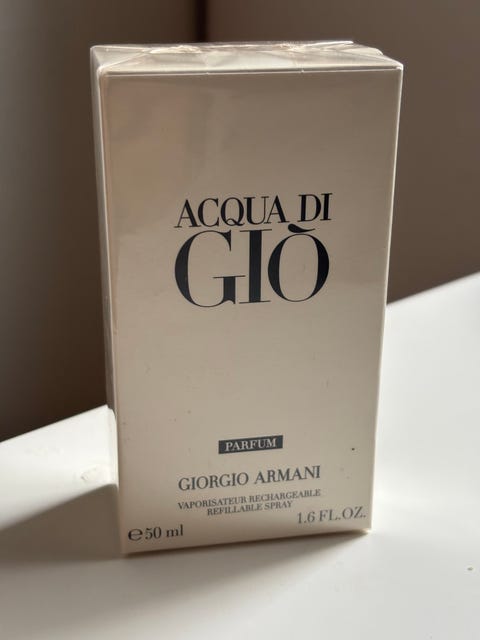 ACQUA DI
GIÒ
PARFUM
GIORGIO ARMANI
VAPORISATEUR RECHARGEABLE
REFILLABLE SPRAY
℮50 ml
1.6 FL.OZ.